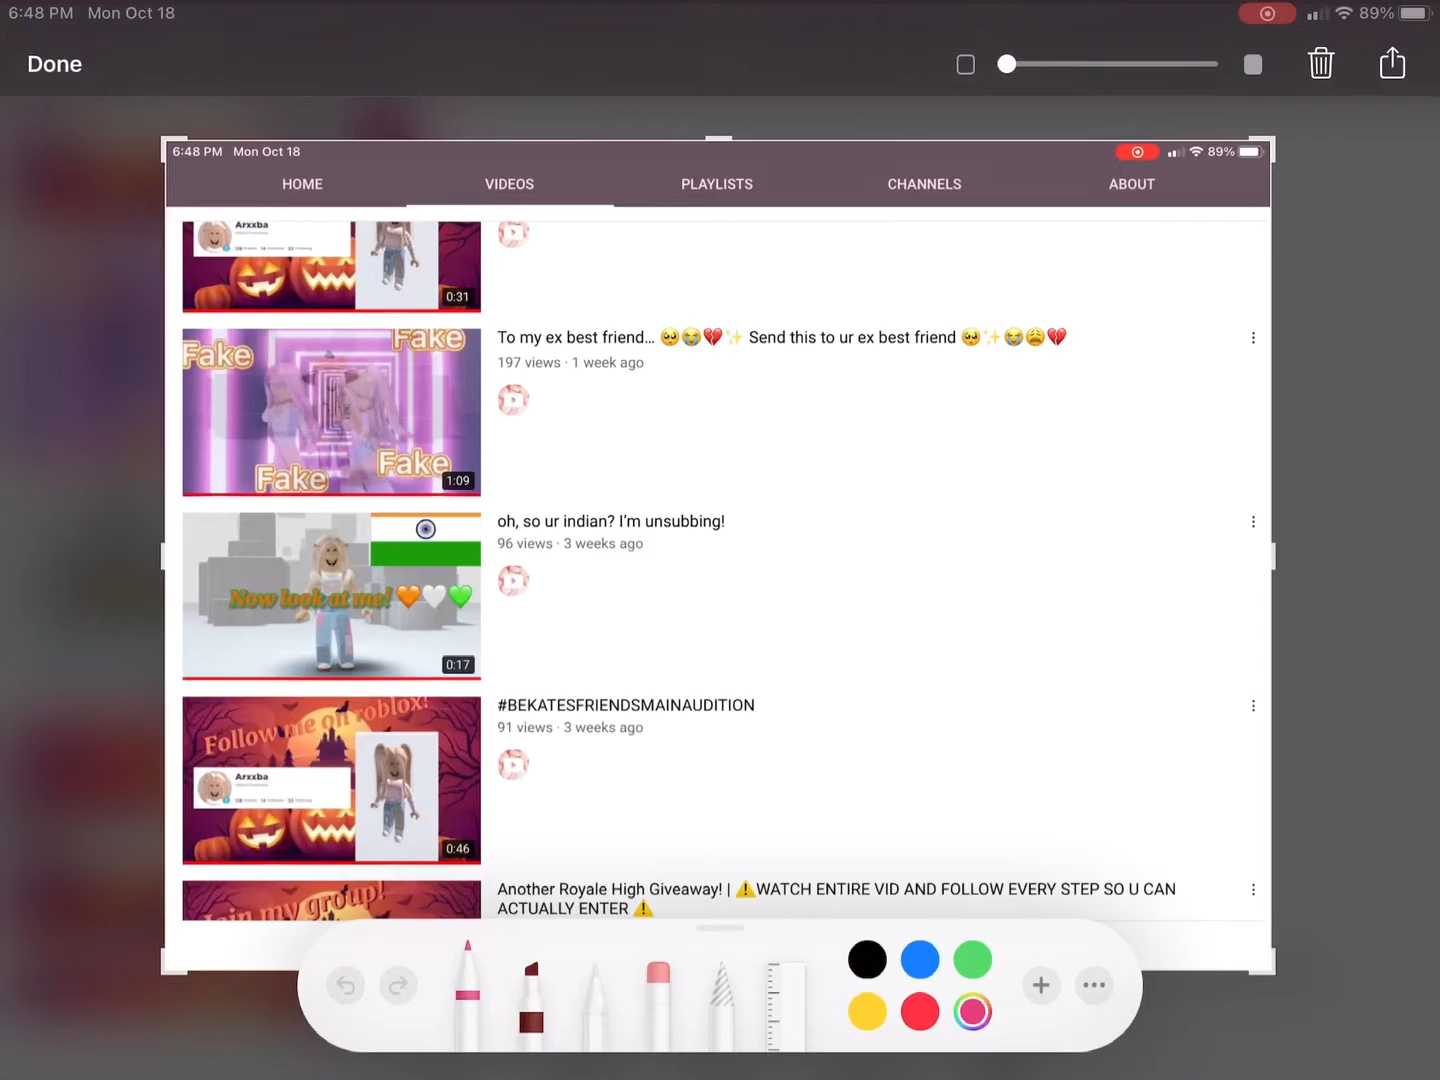 6:48 PM Mon Oct 18
89%
Done
6:48 PM Mon Oct 18
89%
HOME VIDEOS PLAYLISTS CHANNELS ABOUT
Arxxba
0:31
Fake
Fake
Fake
Fake
1:09
To my ex best friend... 🥺😭💔✨ Send this to ur ex best friend 🥺✨😭😩💔
197 views · 1 week ago
Now look at me! 🧡🤍💚
0:17
oh, so ur indian? I'm unsubbing!
96 views · 3 weeks ago
Follow me on roblox!
Arxxba
0:46
#BEKATESFRIENDSMAINAUDITION
91 views · 3 weeks ago
Join my group!
Another Royale High Giveaway! | ⚠️WATCH ENTIRE VID AND FOLLOW EVERY STEP SO U CAN
ACTUALLY ENTER ⚠️